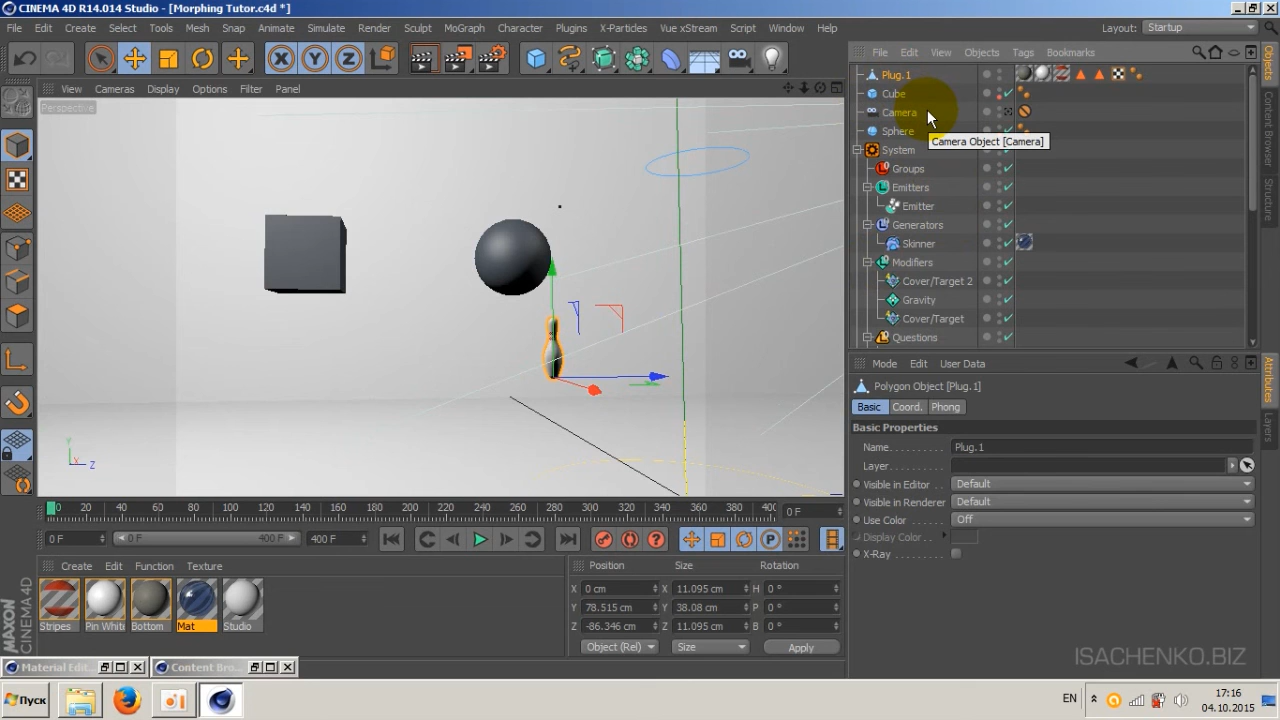 CINEMA 4D R14.014 Studio - [Morphing Tutor.c4d *]
File Edit Create Select Tools Mesh Snap Animate Simulate Render Sculpt MoGraph Character Plugins X-Particles Vue xStream Script Window Help Layout: Startup
File Edit View Objects Tags Bookmarks
View Cameras Display Options Filter Panel
Perspective
Plug.1
Cube
Camera
Camera Object [Camera]
Sphere
System
Groups
Emitters
Emitter
Generators
Skinner
Modifiers
Cover/Target 2
Gravity
Cover/Target
Questions
Objects
Content Browser
Structure
Mode Edit User Data
Polygon Object [Plug.1]
Basic Coord. Phong
Basic Properties
Name Plug.1
Layer
Visible in Editor Default
Visible in Renderer Default
Use Color Off
Display Color
X-Ray
Attributes
Layers
X Y Z
Y
X
Z
0 20 40 60 80 100 120 140 160 180 200 220 240 260 280 300 320 340 360 380 400 0 F
0 F 0 F 400 F 400 F
P
Create Edit Function Texture
Stripes Pin White Bottom Mat Studio
Position Size Rotation
X 0 cm X 11.095 cm H 0 °
Y 78.515 cm Y 38.08 cm P 0 °
Z -86.346 cm Z 11.095 cm B 0 °
Object (Rel) Size Apply
MAXON
CINEMA 4D
Material Edit... Content Bro...
ISACHENKO.BIZ
Пуск
EN
17:16
04.10.2015